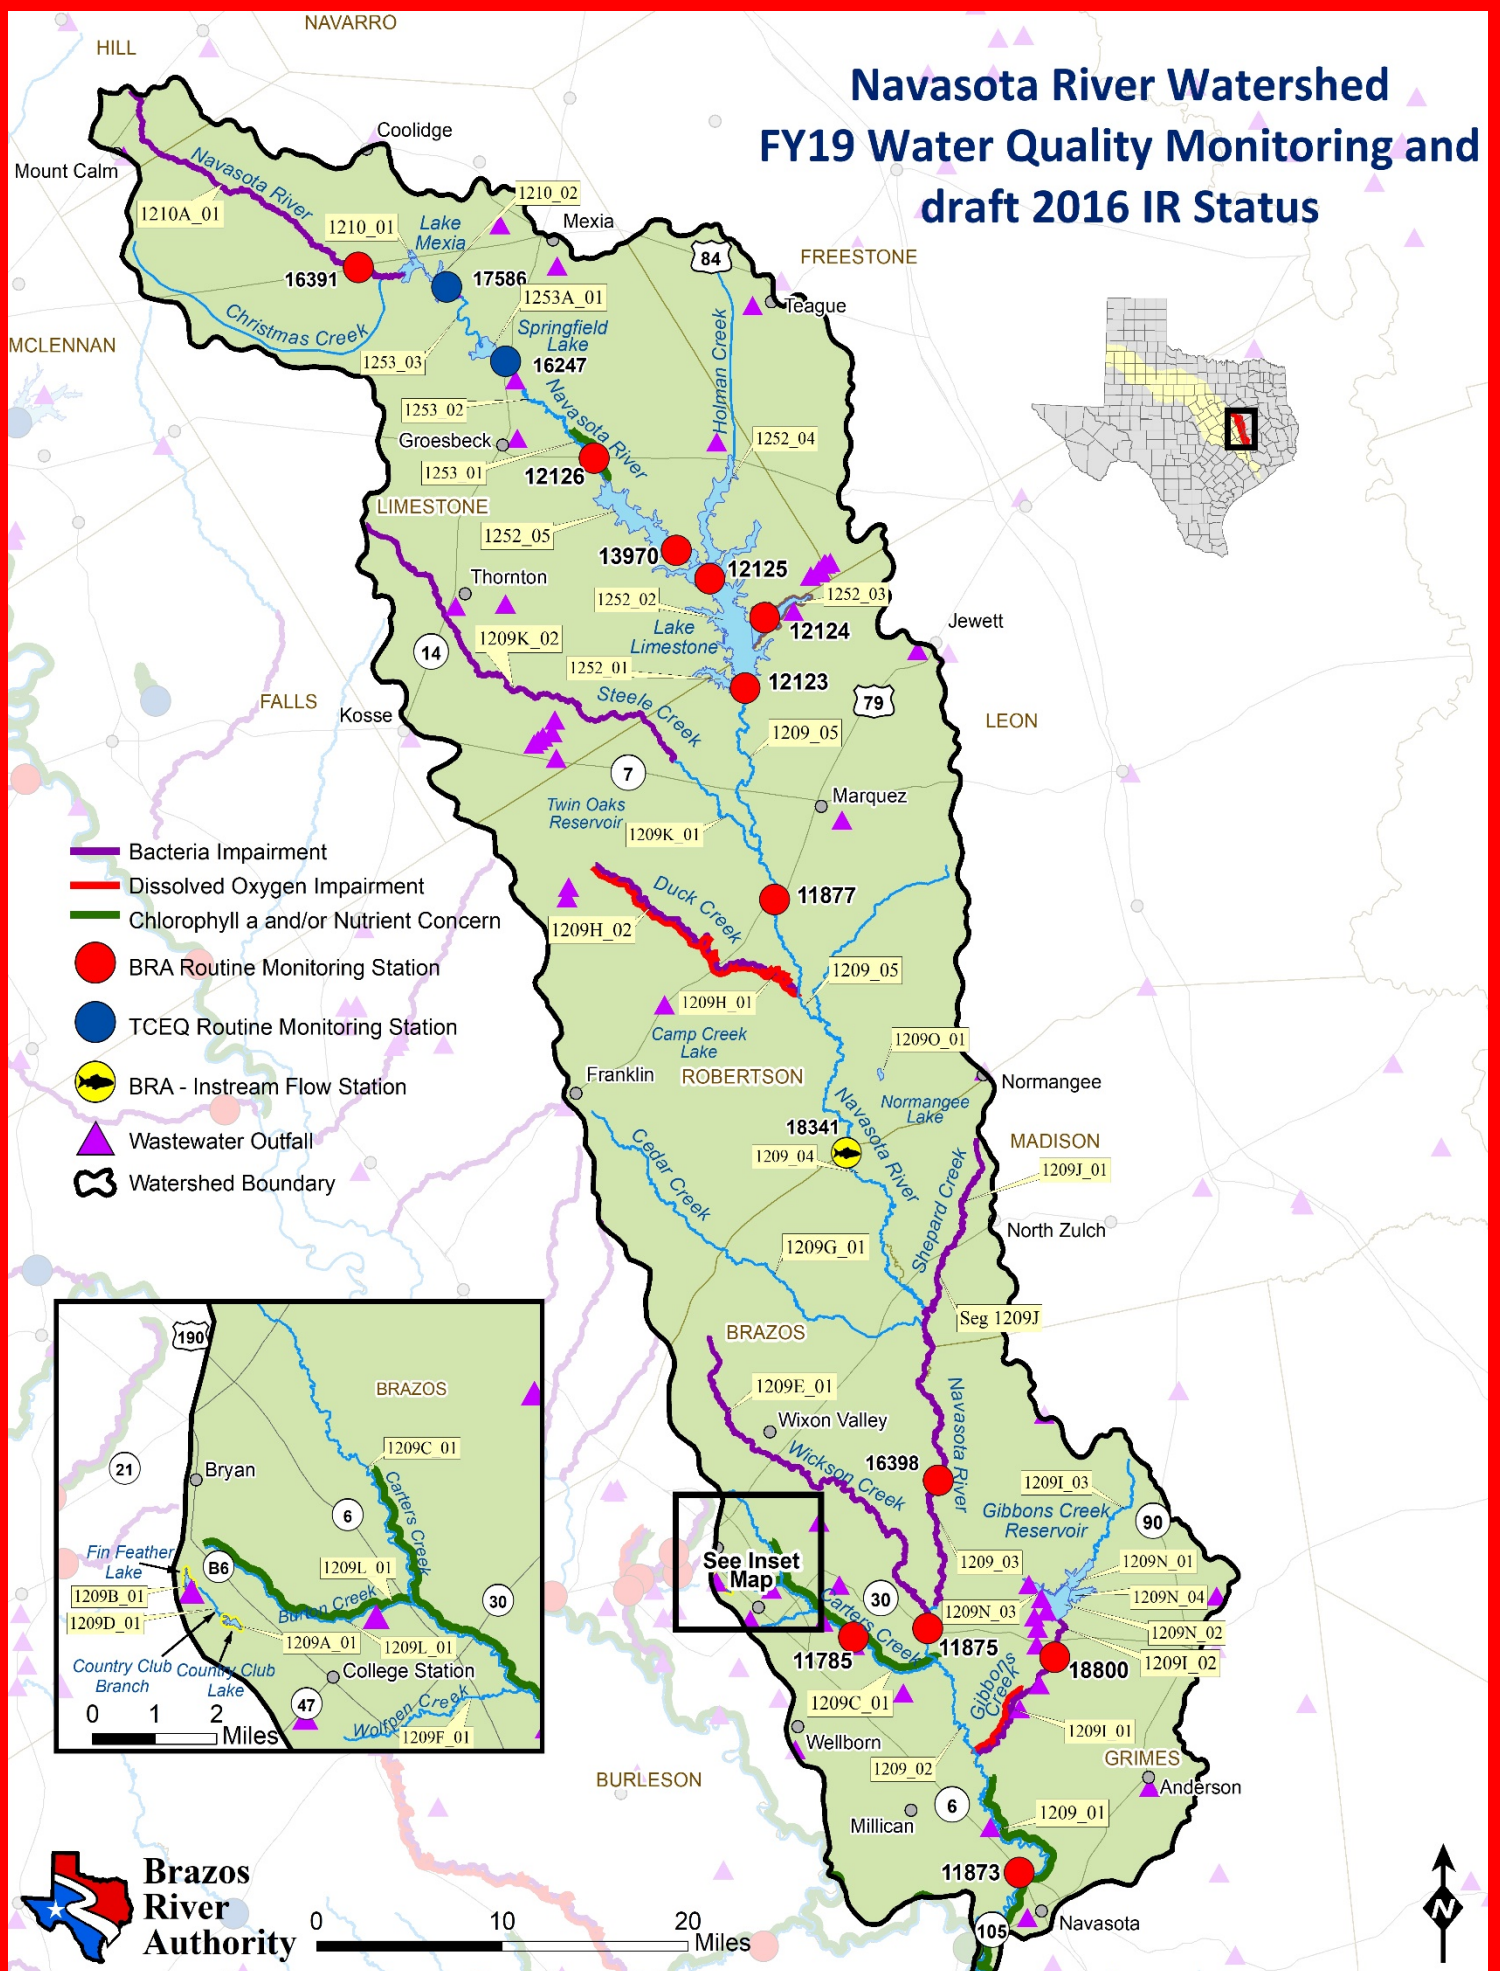 Navasota River Watershed
FY19 Water Quality Monitoring and
draft 2016 IR Status
NAVARRO
HILL
Coolidge
Mount Calm
Navasota River
1210A_01
1210_01
1210_02
Lake
Mexia
Mexia
84
FREESTONE
16391
17586
1253A_01
Teague
Christmas Creek
MCLENNAN
1253_03
Springfield
Lake
16247
Holman Creek
1253_02
Navasota River
Groesbeck
1252_04
1253_01
12126
LIMESTONE
1252_05
13970
12125
Thornton
1252_02
1252_03
12124
Lake
Limestone
Jewett
1209K_02
14
1252_01
12123
79
FALLS
Kosse
Steele Creek
LEON
1209_05
7
Twin Oaks
Reservoir
Marquez
1209K_01
Bacteria Impairment
Dissolved Oxygen Impairment
Chlorophyll a and/or Nutrient Concern
BRA Routine Monitoring Station
TCEQ Routine Monitoring Station
BRA - Instream Flow Station
Wastewater Outfall
Watershed Boundary
Duck Creek
11877
1209H_02
1209_05
1209H_01
Camp Creek
Lake
1209O_01
Franklin
ROBERTSON
Normangee
Normangee
Lake
Navasota River
18341
1209_04
MADISON
Cedar Creek
Shepard Creek
1209J_01
North Zulch
1209G_01
Seg 1209J
BRAZOS
1209E_01
Wixon Valley
Navasota River
Wickson Creek
16398
1209I_03
Gibbons Creek
Reservoir
90
See Inset
Map
1209_03
1209N_01
30
1209N_03
1209N_04
Carters Creek
11785
11875
1209N_02
18800
1209I_02
Gibbons
Creek
1209C_01
1209I_01
Wellborn
1209_02
GRIMES
Anderson
BURLESON
6
Millican
1209_01
11873
Navasota
105
190
BRAZOS
21
Bryan
1209C_01
Carters Creek
6
Fin Feather
Lake
B6
1209L_01
1209B_01
Burton Creek
30
1209D_01
1209A_01
1209L_01
Country Club
Branch
Country Club
Lake
College Station
47
Wolfpen Creek
1209F_01
0 1 2
Miles
Brazos
River
Authority
0 10 20
Miles
N